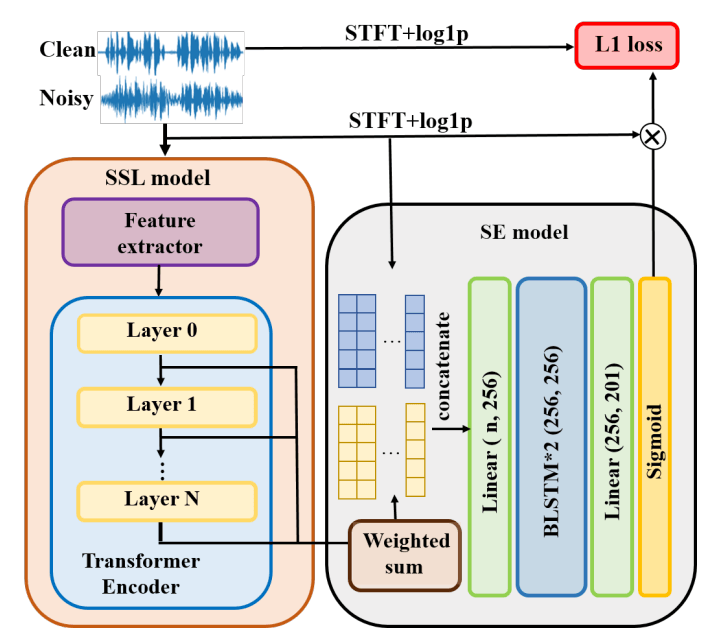 Clean
STFT+log1p
L1 loss
Noisy
STFT+log1p
SSL model
Feature
extractor
Layer 0
Layer 1
Layer N
Transformer
Encoder
SE model
concatenate
Weighted
sum
Linear ( n, 256)
BLSTM*2 (256, 256)
Linear (256, 201)
Sigmoid